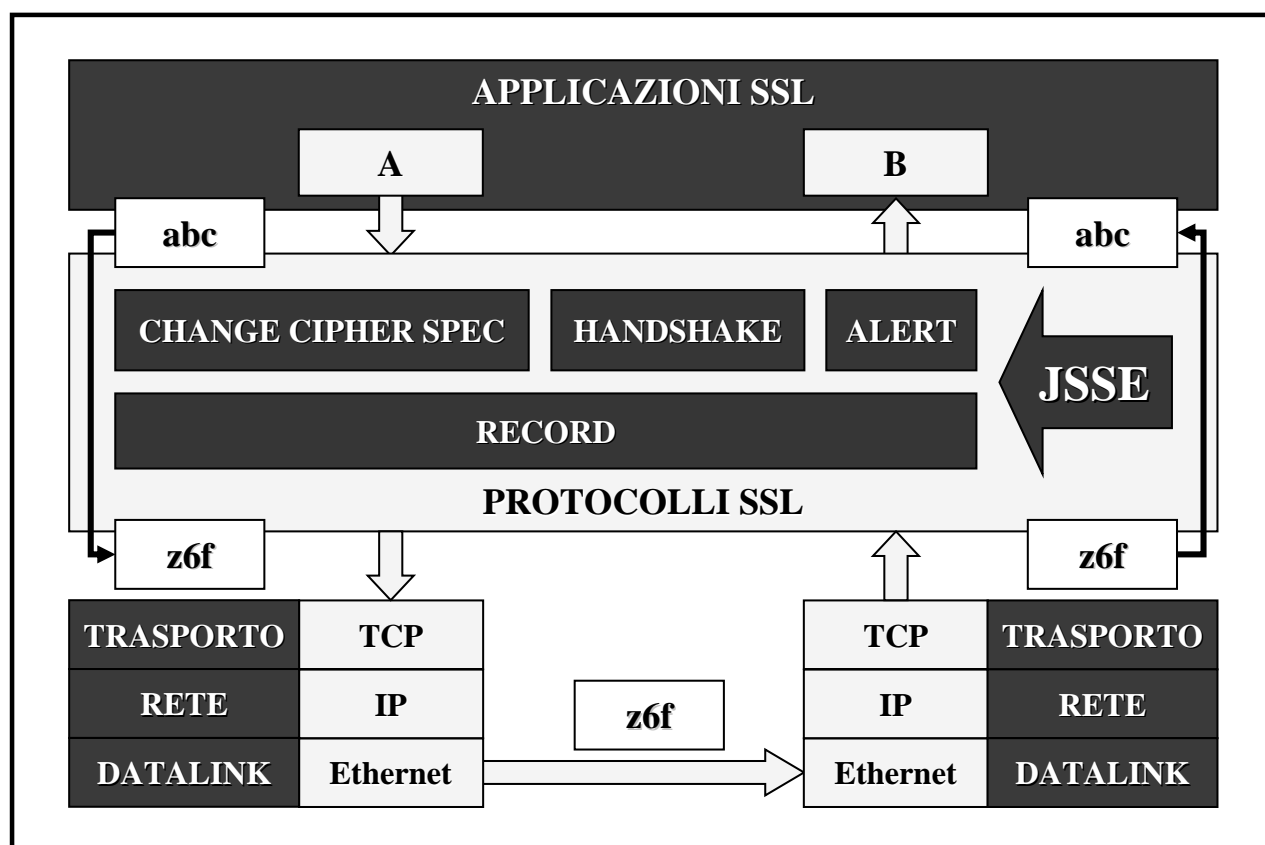 APPLICAZIONI SSL
A
B
abc
abc
CHANGE CIPHER SPEC
HANDSHAKE
ALERT
JSSE
RECORD
PROTOCOLLI SSL
z6f
z6f
TRASPORTO
TCP
TCP
TRASPORTO
RETE
IP
z6f
IP
RETE
DATALINK
Ethernet
Ethernet
DATALINK